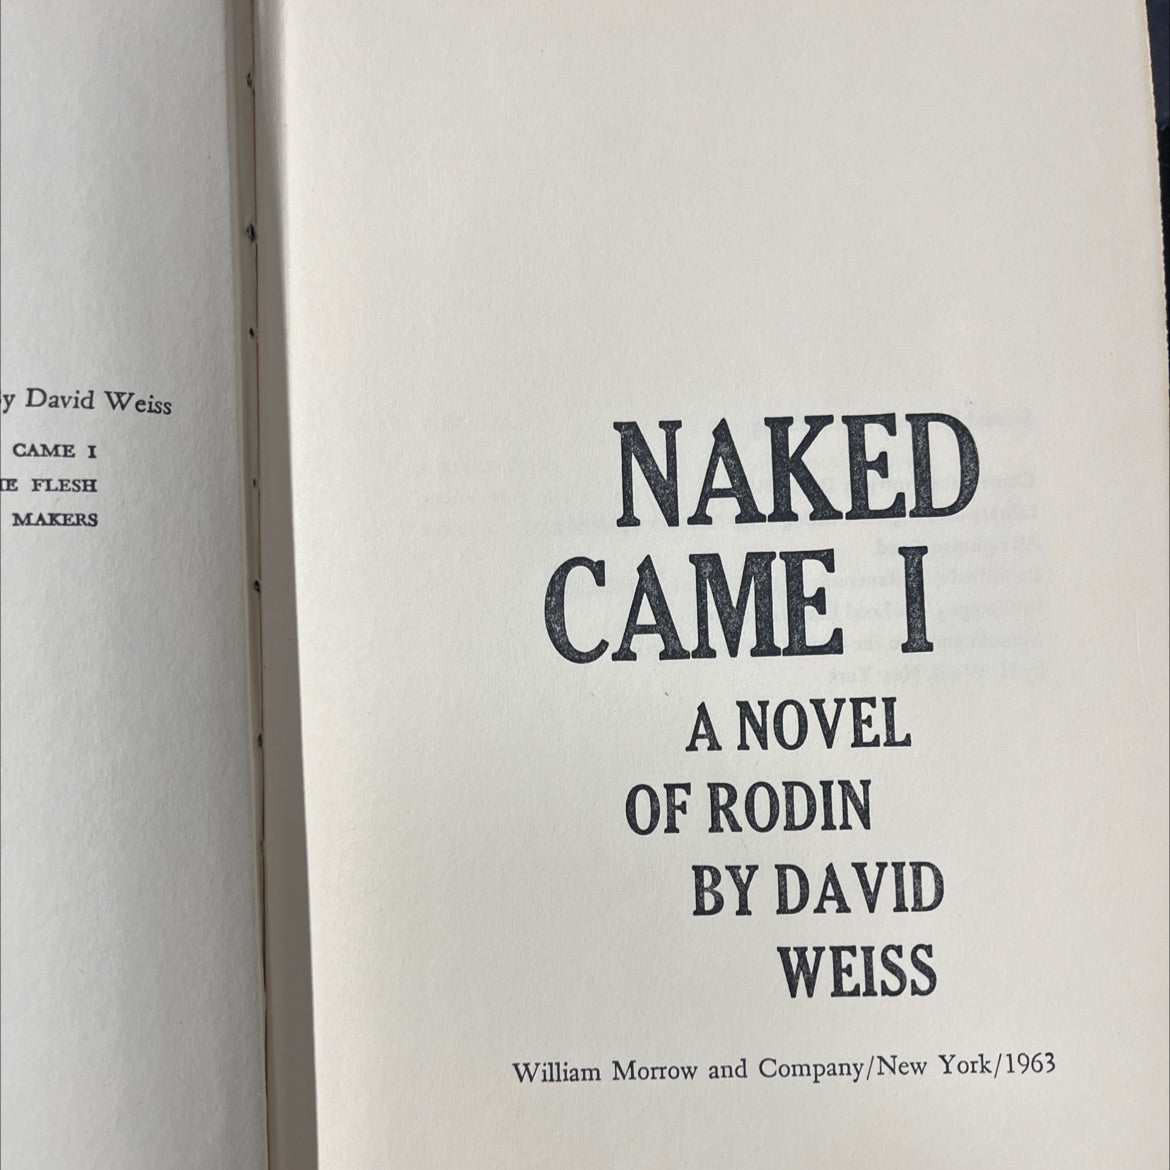 by David Weiss
CAME I
FLESH
MAKERS
NAKED
CAME I
A NOVEL
OF RODIN
BY DAVID
WEISS
William Morrow and Company/New York/1963